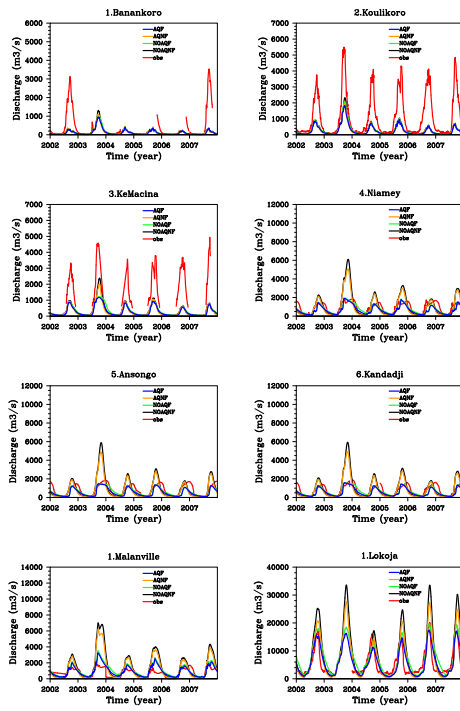 1.Banankoro
Discharge (m3/s)
6000
5000
4000
3000
2000
1000
0
AQF
AQNF
NOAQF
NOAQNF
obs
2002 2003 2004 2005 2006 2007
Time (year)
2.Koulikoro
Discharge (m3/s)
7000
6000
5000
4000
3000
2000
1000
0
AQF
AQNF
NOAQF
NOAQNF
obs
2002 2003 2004 2005 2006 2007
Time (year)
3.KeMacina
Discharge (m3/s)
7000
6000
5000
4000
3000
2000
1000
0
AQF
AQNF
NOAQF
NOAQNF
obs
2002 2003 2004 2005 2006 2007
Time (year)
4.Niamey
Discharge (m3/s)
12000
10000
8000
6000
4000
2000
0
AQF
AQNF
NOAQF
NOAQNF
obs
2002 2003 2004 2005 2006 2007
Time (year)
5.Ansongo
Discharge (m3/s)
12000
10000
8000
6000
4000
2000
0
AQF
AQNF
NOAQF
NOAQNF
obs
2002 2003 2004 2005 2006 2007
Time (year)
6.Kandadji
Discharge (m3/s)
12000
10000
8000
6000
4000
2000
0
AQF
AQNF
NOAQF
NOAQNF
obs
2002 2003 2004 2005 2006 2007
Time (year)
1.Malanville
Discharge (m3/s)
14000
12000
10000
8000
6000
4000
2000
0
AQF
AQNF
NOAQF
NOAQNF
obs
2002 2003 2004 2005 2006 2007
Time (year)
1.Lokoja
Discharge (m3/s)
40000
30000
20000
10000
0
AQF
AQNF
NOAQF
NOAQNF
obs
2002 2003 2004 2005 2006 2007
Time (year)